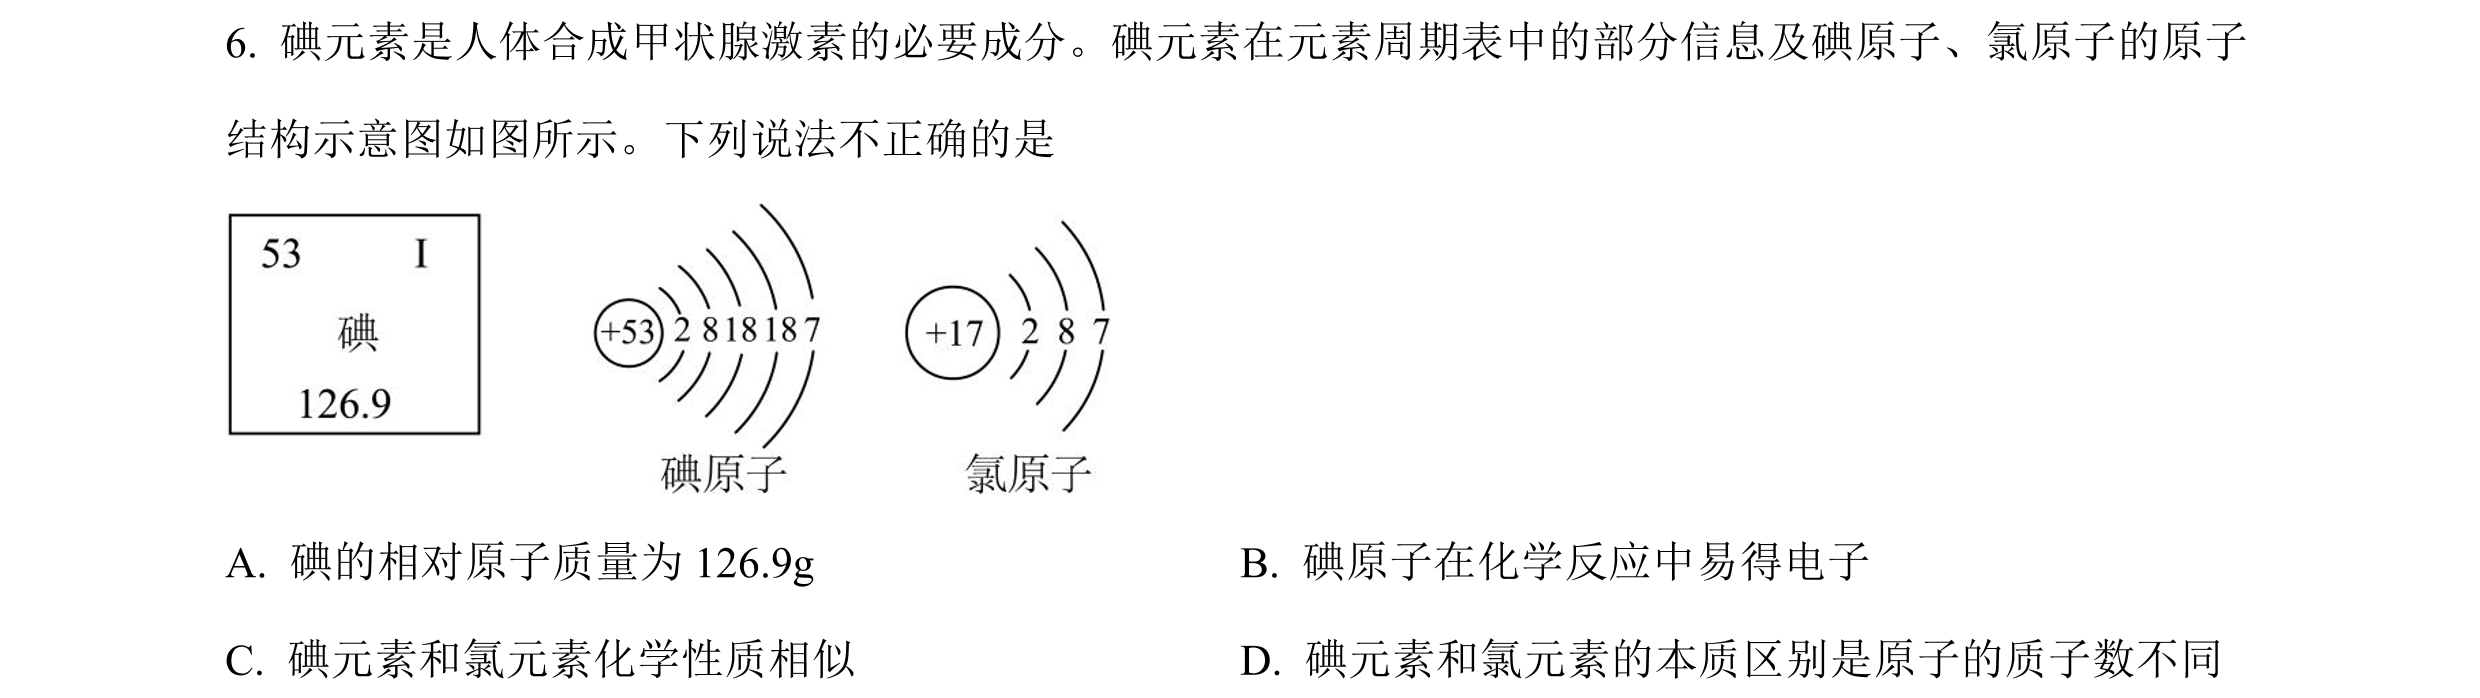 6. 碘元素是人体合成甲状腺激素的必要成分。碘元素在元素周期表中的部分信息及碘原子、氯原子的原子
结构示意图如图所示。下列说法不正确的是
53 I
碘
126.9
+53 2 8 18 18 7
碘原子
+17 2 8 7
氯原子
A. 碘的相对原子质量为 126.9g
B. 碘原子在化学反应中易得电子
C. 碘元素和氯元素化学性质相似
D. 碘元素和氯元素的本质区别是原子的质子数不同